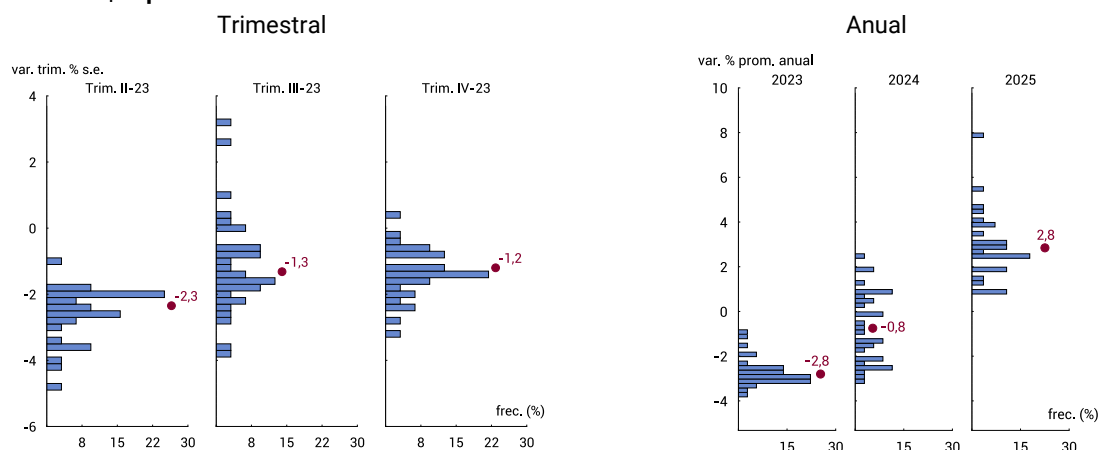 Trimestral
Anual
var. trim. % s.e.
var. % prom. anual
Trim. II-23
Trim. III-23
Trim. IV-23
2023
2024
2025
4
2
0
-2
-4
-6
-2,3
-1,3
-1,2
frec. (%)
8 15 22 30
8 15 22 30
8 15 22 30
10
8
6
4
2
0
-2
-4
-2,8
-0,8
2,8
frec. (%)
15 30
15 30
15 30